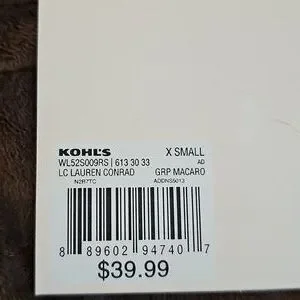 KOHL'S X SMALL
WL52S009RS | 613 30 33 AD
LC LAUREN CONRAD GRP MACARO
N2B7TC ADDNS5013
8 89602 94740 7
$39.99